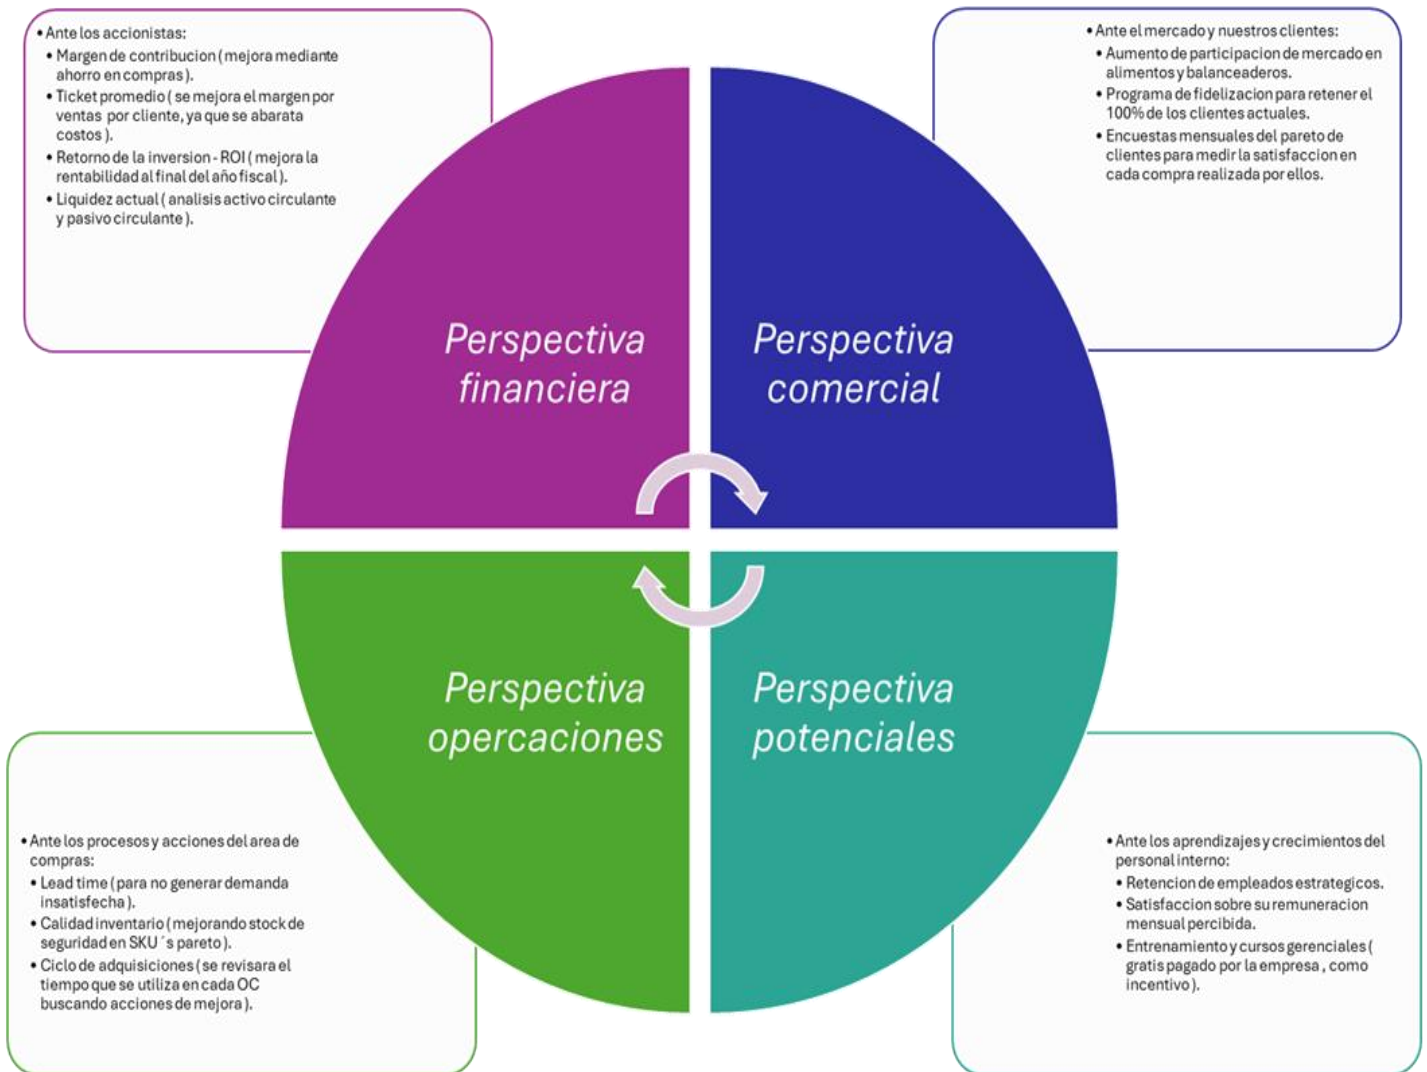 • Ante los accionistas:
• Margen de contribucion ( mejora mediante
ahorro en compras ).
• Ticket promedio ( se mejora el margen por
ventas por cliente, ya que se abarata
costos ).
• Retorno de la inversion - ROI ( mejora la
rentabilidad al final del año fiscal ).
• Liquidez actual ( analisis activo circulante
y pasivo circulante ).
• Ante el mercado y nuestros clientes:
• Aumento de participacion de mercado en
alimentos y balanceaderos.
• Programa de fidelizacion para retener el
100% de los clientes actuales.
• Encuestas mensuales del pareto de
clientes para medir la satisfaccion en
cada compra realizada por ellos.
Perspectiva
financiera
Perspectiva
comercial
Perspectiva
opercaciones
Perspectiva
potenciales
• Ante los procesos y acciones del area de
compras:
• Lead time ( para no generar demanda
insatisfecha ).
• Calidad inventario ( mejorando stock de
seguridad en SKU ´s pareto ).
• Ciclo de adquisiciones ( se revisara el
tiempo que se utiliza en cada OC
buscando acciones de mejora ).
• Ante los aprendizajes y crecimientos del
personal interno:
• Retencion de empleados estrategicos.
• Satisfaccion sobre su remuneracion
mensual percibida.
• Entrenamiento y cursos gerenciales (
gratis pagado por la empresa , como
incentivo ).